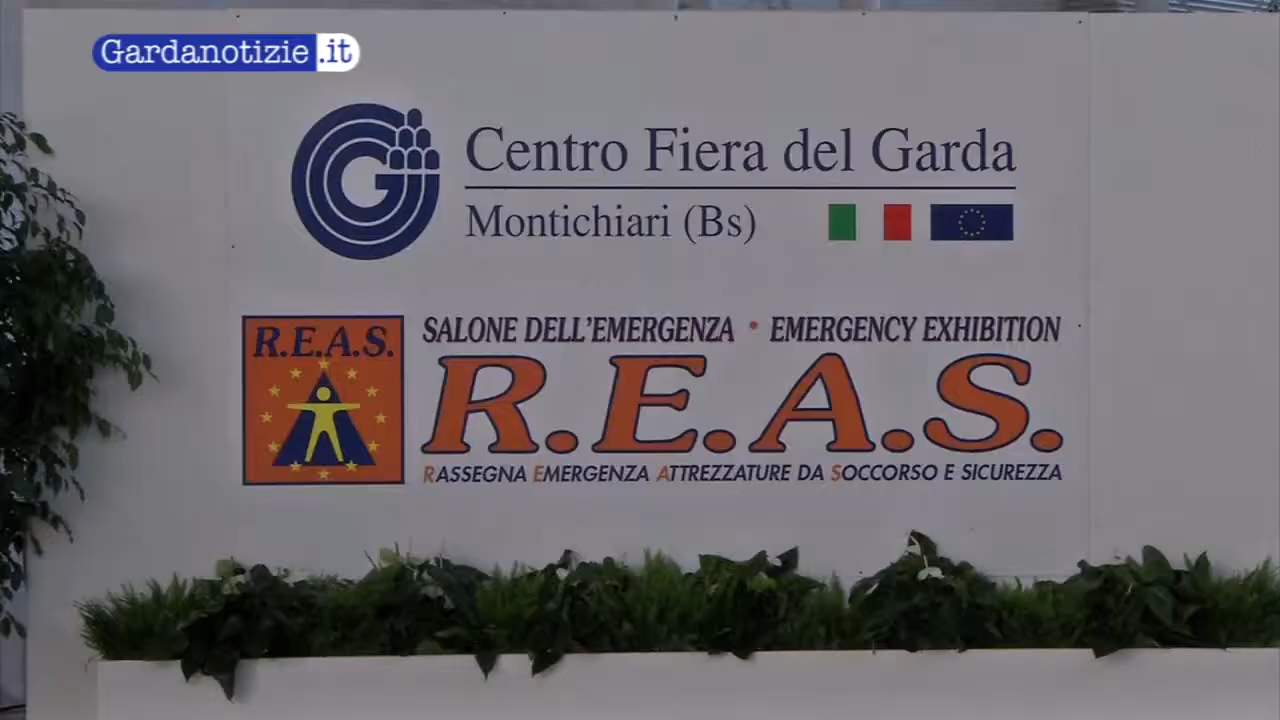 Gardanotizie.it
Centro Fiera del Garda
Montichiari (Bs)
R.E.A.S.
SALONE DELL'EMERGENZA • EMERGENCY EXHIBITION
R.E.A.S.
RASSEGNA EMERGENZA ATTREZZATURE DA SOCCORSO E SICUREZZA